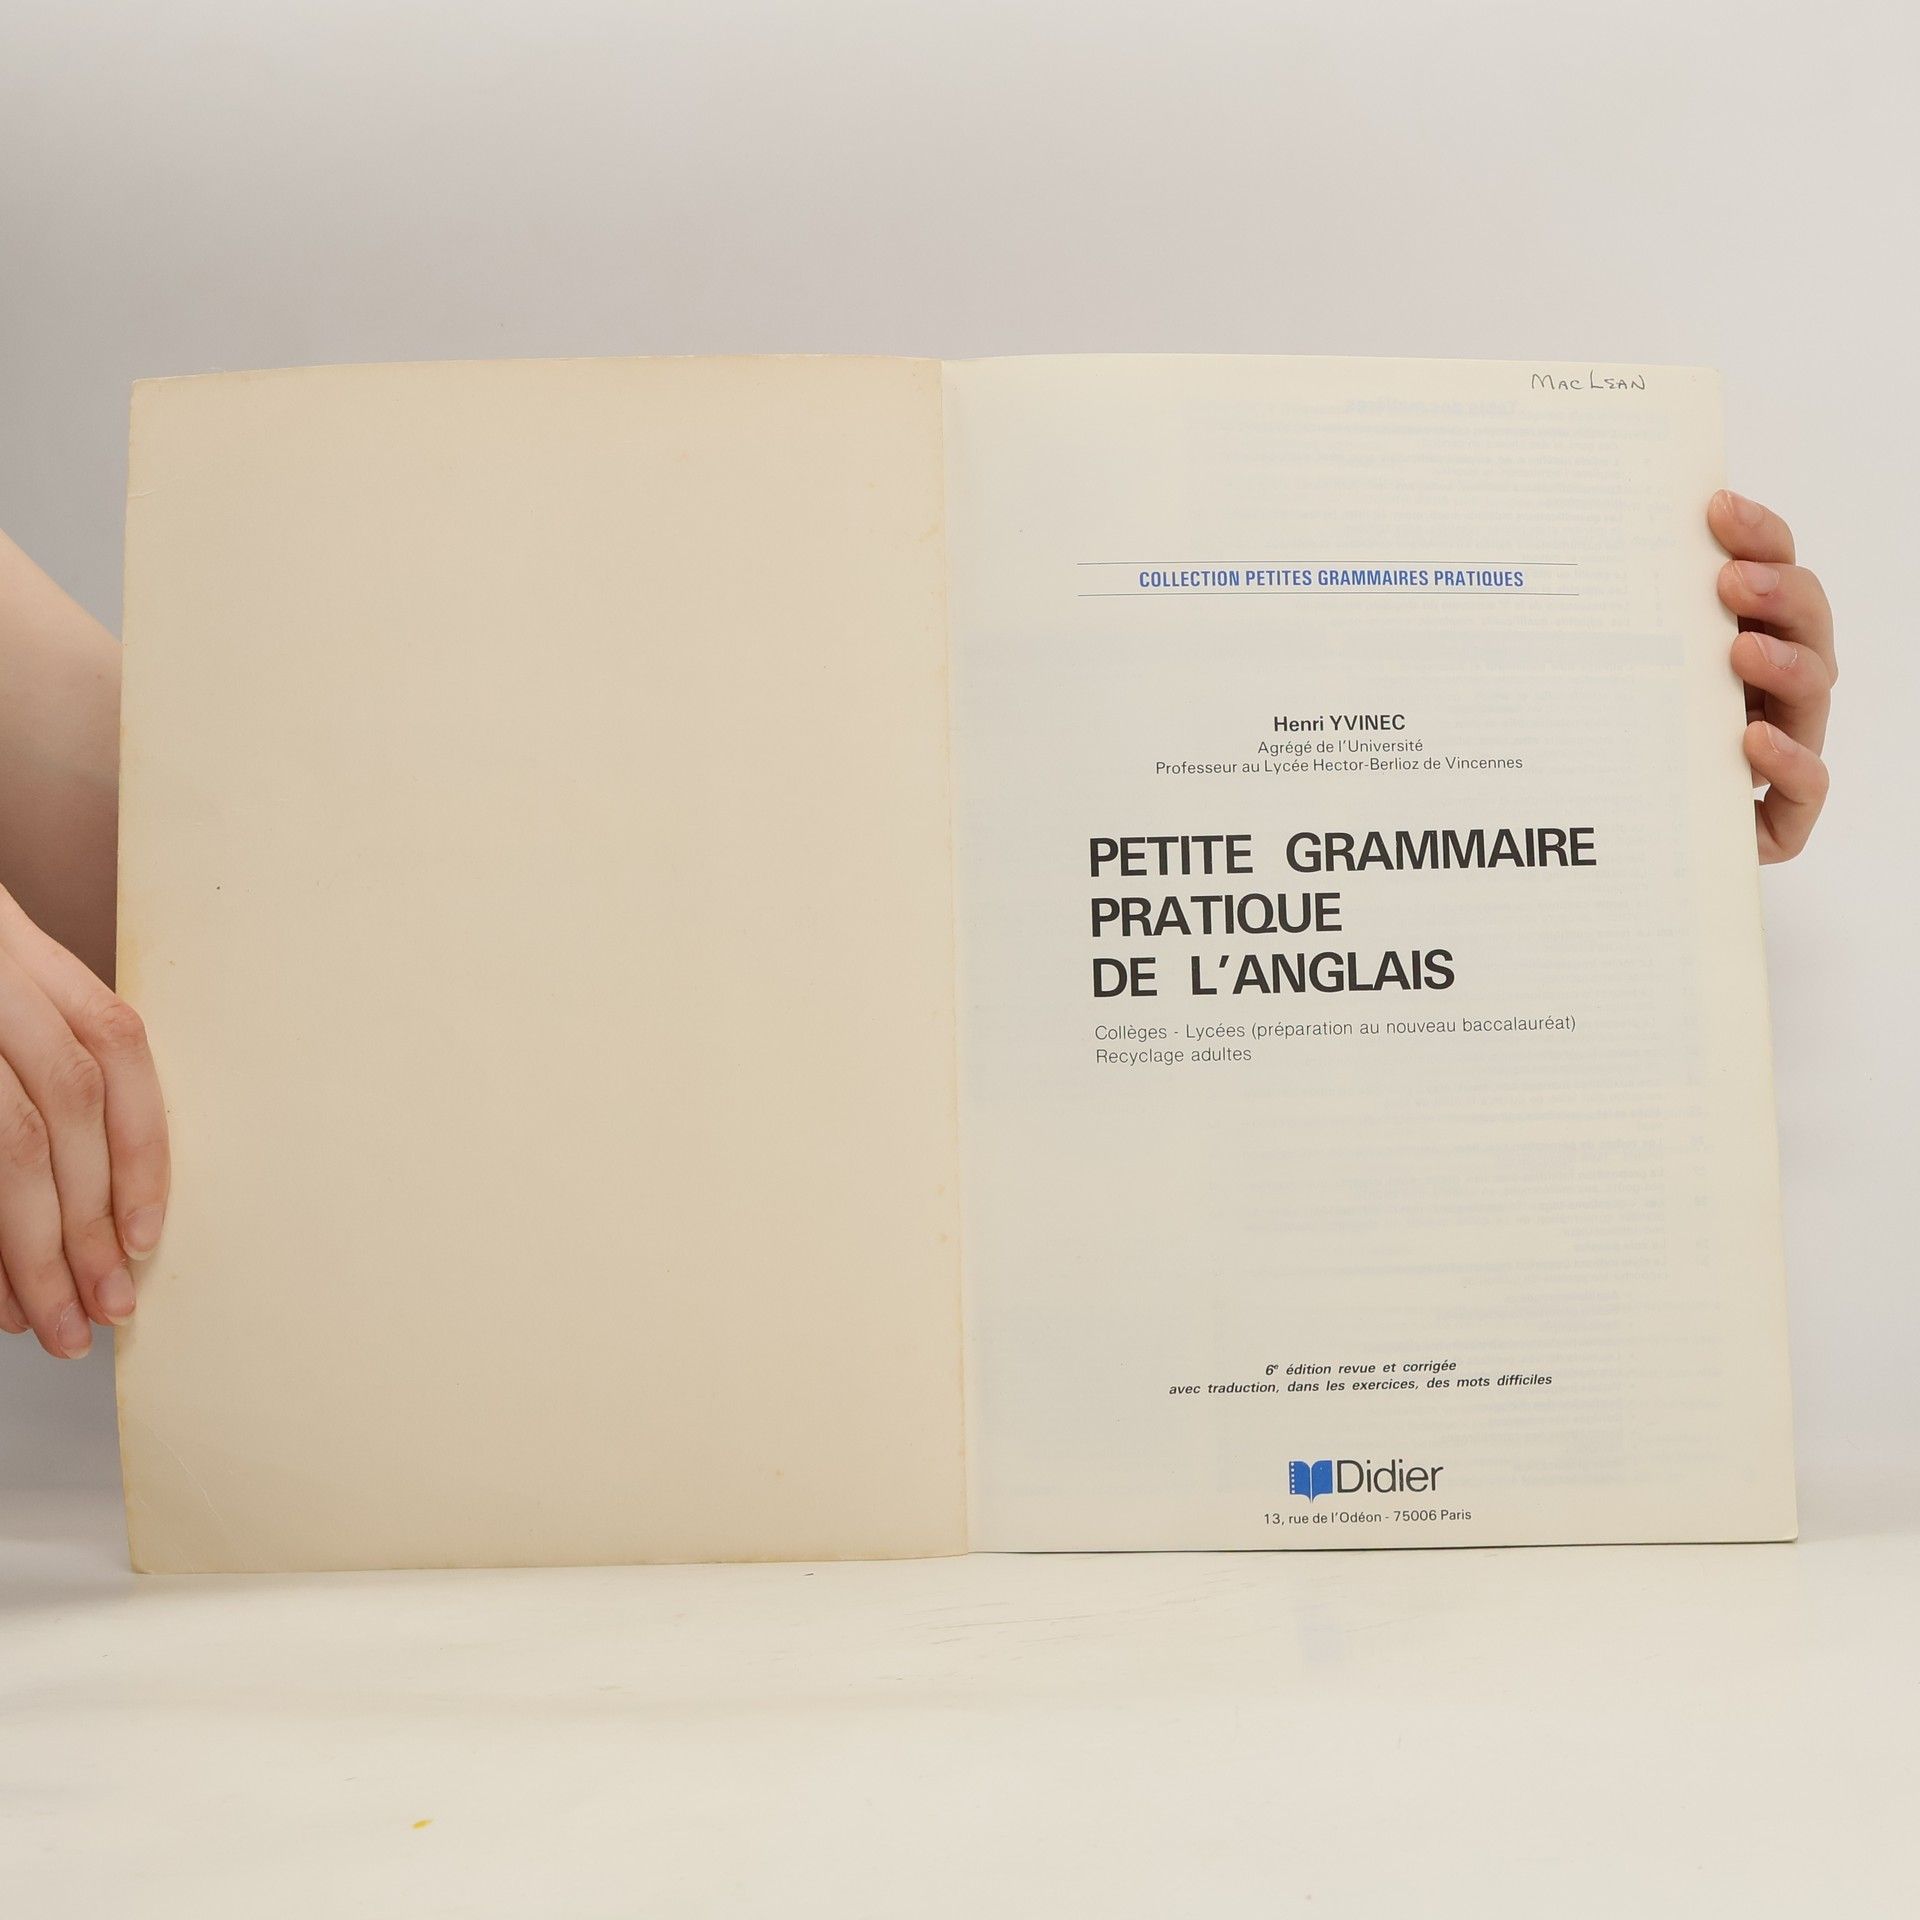 Mac Lean
COLLECTION PETITES GRAMMAIRES PRATIQUES
Henri YVINEC
Agrégé de l'Université
Professeur au Lycée Hector-Berlioz de Vincennes
PETITE GRAMMAIRE
PRATIQUE
DE L'ANGLAIS
Collèges - Lycées (préparation au nouveau baccalauréat)
Recyclage adultes
6e édition revue et corrigée
avec traduction, dans les exercices, des mots difficiles
Didier
13, rue de l'Odéon - 75006 Paris